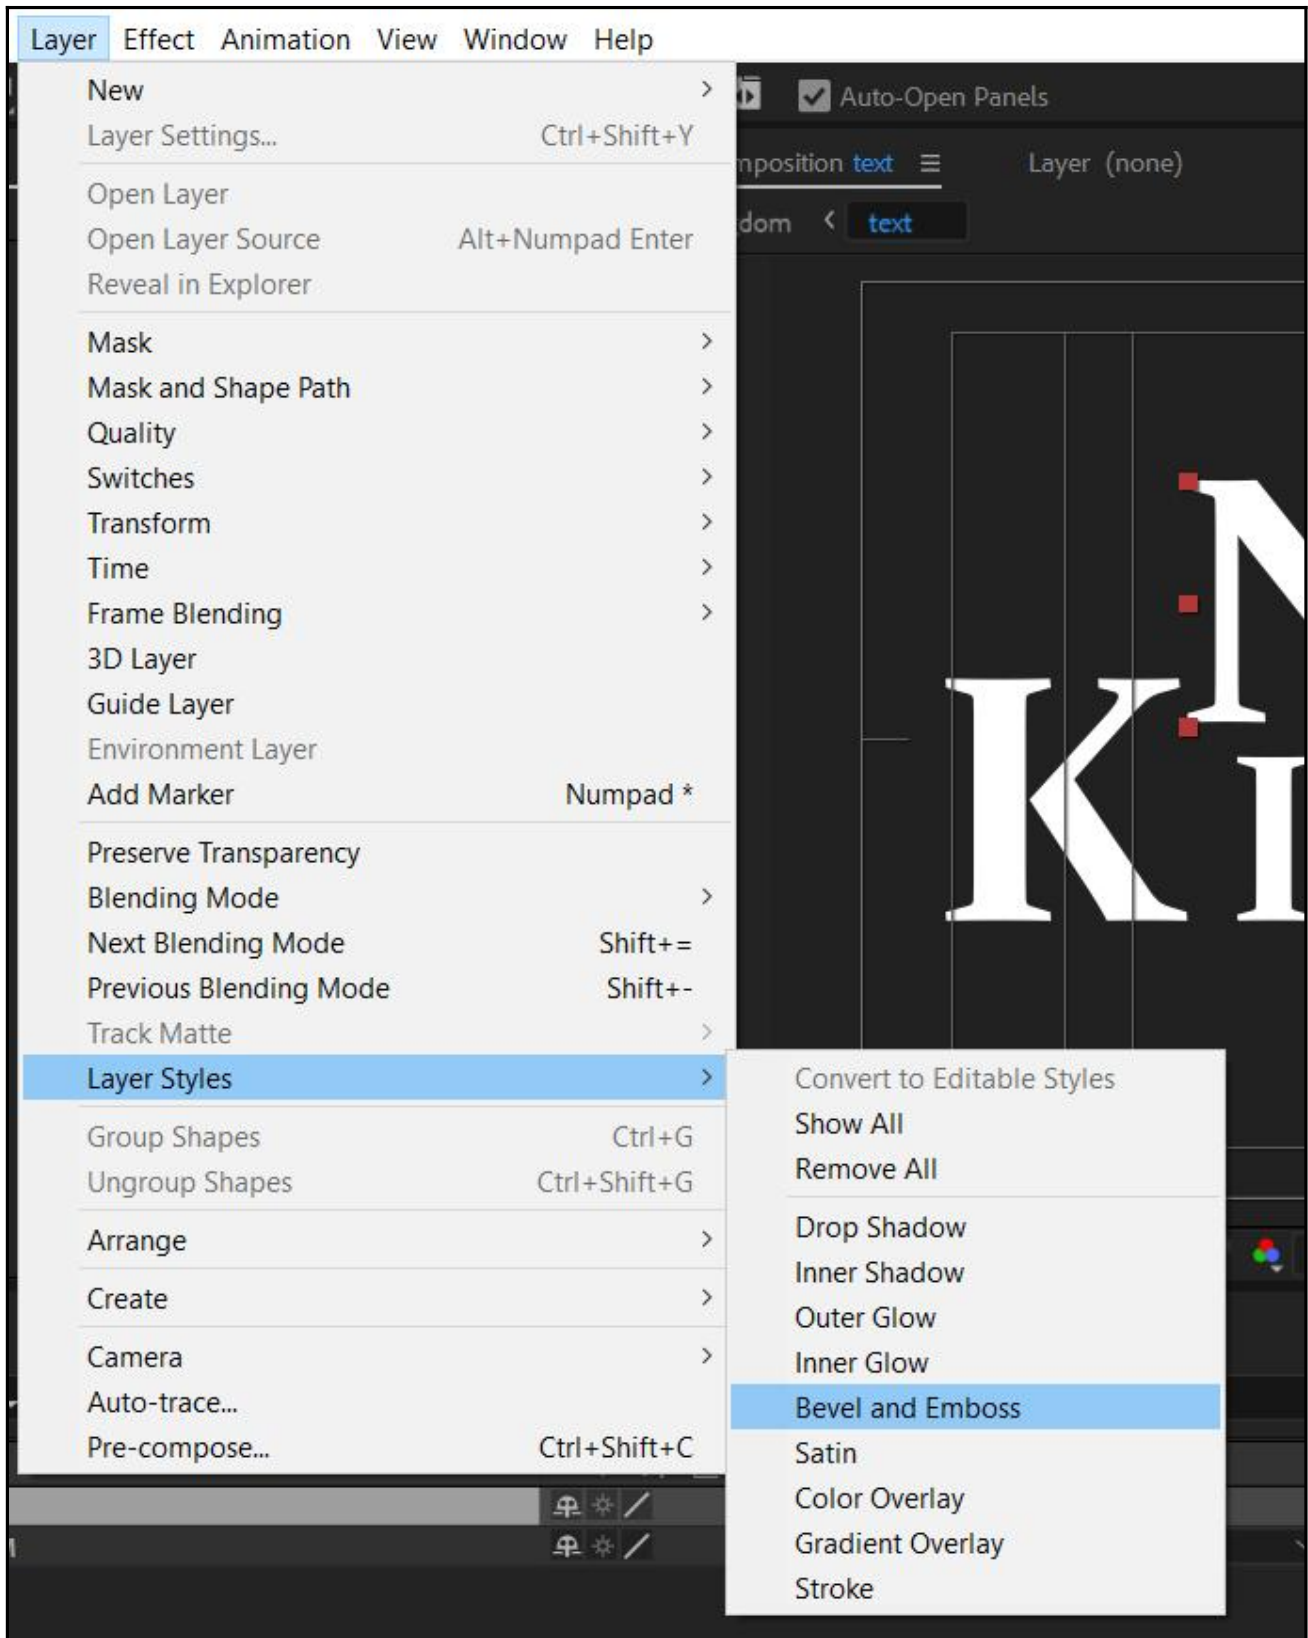 Layer Effect Animation View Window Help
New
Layer Settings... Ctrl+Shift+Y
Open Layer
Open Layer Source Alt+Numpad Enter
Reveal in Explorer
Mask
Mask and Shape Path
Quality
Switches
Transform
Time
Frame Blending
3D Layer
Guide Layer
Environment Layer
Add Marker Numpad *
Preserve Transparency
Blending Mode
Next Blending Mode Shift+=
Previous Blending Mode Shift+-
Track Matte
Layer Styles
Group Shapes Ctrl+G
Ungroup Shapes Ctrl+Shift+G
Arrange
Create
Camera
Auto-trace...
Pre-compose... Ctrl+Shift+C
Auto-Open Panels
mposition text Layer (none)
dom < text
Convert to Editable Styles
Show All
Remove All
Drop Shadow
Inner Shadow
Outer Glow
Inner Glow
Bevel and Emboss
Satin
Color Overlay
Gradient Overlay
Stroke